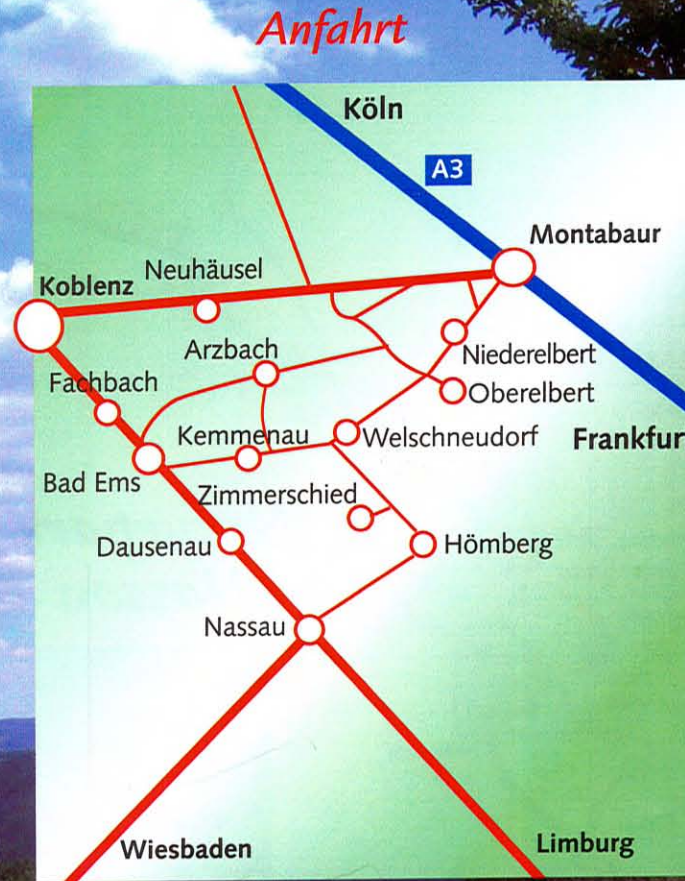 Anfahrt
Köln
A3
Montabaur
Neuhäusel
Koblenz
Arzbach
Niederelbert
Fachbach
Oberelbert
Kemmenau
Welschneudorf
Frankfur
Bad Ems
Zimmerschied
Dausenau
Hömberg
Nassau
Wiesbaden
Limburg